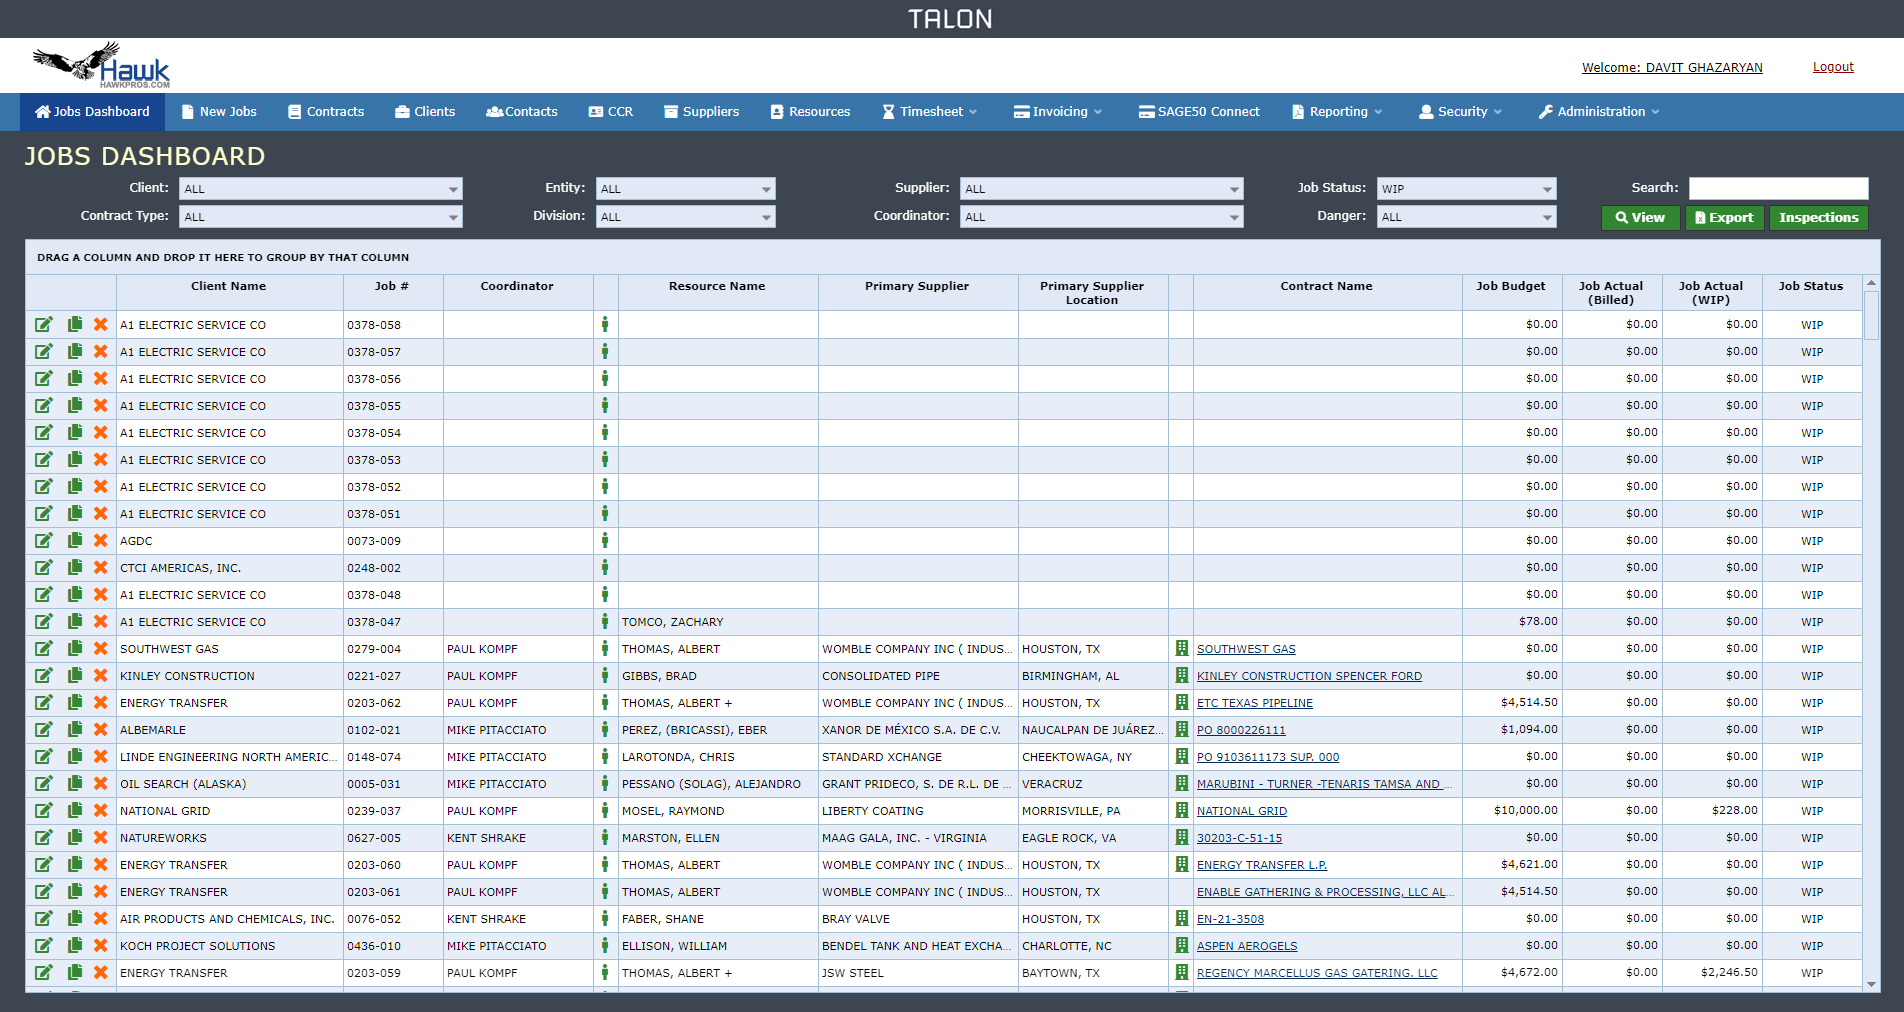 TALON
Hawk
HAWKPROS.COM
Welcome: DAVIT GHAZARYAN Logout
Jobs Dashboard New Jobs Contracts Clients Contacts CCR Suppliers Resources Timesheet Invoicing SAGE50 Connect Reporting Security Administration
JOBS DASHBOARD
Client: ALL Entity: ALL Supplier: ALL Job Status: WIP Search:
Contract Type: ALL Division: ALL Coordinator: ALL Danger: ALL View Export Inspections
DRAG A COLUMN AND DROP IT HERE TO GROUP BY THAT COLUMN
Client Name Job # Coordinator Resource Name Primary Supplier Primary Supplier Location Contract Name Job Budget Job Actual (Billed) Job Actual (WIP) Job Status
A1 ELECTRIC SERVICE CO 0378-058 $0.00 $0.00 $0.00 WIP
A1 ELECTRIC SERVICE CO 0378-057 $0.00 $0.00 $0.00 WIP
A1 ELECTRIC SERVICE CO 0378-056 $0.00 $0.00 $0.00 WIP
A1 ELECTRIC SERVICE CO 0378-055 $0.00 $0.00 $0.00 WIP
A1 ELECTRIC SERVICE CO 0378-054 $0.00 $0.00 $0.00 WIP
A1 ELECTRIC SERVICE CO 0378-053 $0.00 $0.00 $0.00 WIP
A1 ELECTRIC SERVICE CO 0378-052 $0.00 $0.00 $0.00 WIP
A1 ELECTRIC SERVICE CO 0378-051 $0.00 $0.00 $0.00 WIP
AGDC 0073-009 $0.00 $0.00 $0.00 WIP
CTCI AMERICAS, INC. 0248-002 $0.00 $0.00 $0.00 WIP
A1 ELECTRIC SERVICE CO 0378-048 $0.00 $0.00 $0.00 WIP
A1 ELECTRIC SERVICE CO 0378-047 TOMCO, ZACHARY $78.00 $0.00 $0.00 WIP
SOUTHWEST GAS 0279-004 PAUL KOMPF THOMAS, ALBERT WOMBLE COMPANY INC ( INDUS... HOUSTON, TX SOUTHWEST GAS $0.00 $0.00 $0.00 WIP
KINLEY CONSTRUCTION 0221-027 PAUL KOMPF GIBBS, BRAD CONSOLIDATED PIPE BIRMINGHAM, AL KINLEY CONSTRUCTION SPENCER FORD $0.00 $0.00 $0.00 WIP
ENERGY TRANSFER 0203-062 PAUL KOMPF THOMAS, ALBERT + WOMBLE COMPANY INC ( INDUS... HOUSTON, TX ETC TEXAS PIPELINE $4,514.50 $0.00 $0.00 WIP
ALBEMARLE 0102-021 MIKE PITACCIATO PEREZ, (BRICASSI), EBER XANOR DE MÉXICO S.A. DE C.V. NAUCALPAN DE JUÁREZ... PO 8000226111 $1,094.00 $0.00 $0.00 WIP
LINDE ENGINEERING NORTH AMERIC... 0148-074 MIKE PITACCIATO LAROTONDA, CHRIS STANDARD XCHANGE CHEEKTOWAGA, NY PO 9103611173 SUP. 000 $0.00 $0.00 $0.00 WIP
OIL SEARCH (ALASKA) 0005-031 MIKE PITACCIATO PESSANO (SOLAG), ALEJANDRO GRANT PRIDECO, S. DE R.L. DE ... VERACRUZ MARUBINI - TURNER -TENARIS TAMSA AND ... $0.00 $0.00 $0.00 WIP
NATIONAL GRID 0239-037 PAUL KOMPF MOSEL, RAYMOND LIBERTY COATING MORRISVILLE, PA NATIONAL GRID $10,000.00 $0.00 $228.00 WIP
NATUREWORKS 0627-005 KENT SHRAKE MARSTON, ELLEN MAAG GALA, INC. - VIRGINIA EAGLE ROCK, VA 30203-C-51-15 $0.00 $0.00 $0.00 WIP
ENERGY TRANSFER 0203-060 PAUL KOMPF THOMAS, ALBERT WOMBLE COMPANY INC ( INDUS... HOUSTON, TX ENERGY TRANSFER L.P. $4,621.00 $0.00 $0.00 WIP
ENERGY TRANSFER 0203-061 PAUL KOMPF THOMAS, ALBERT WOMBLE COMPANY INC ( INDUS... HOUSTON, TX ENABLE GATHERING & PROCESSING, LLC AL... $4,514.50 $0.00 $0.00 WIP
AIR PRODUCTS AND CHEMICALS, INC. 0076-052 KENT SHRAKE FABER, SHANE BRAY VALVE HOUSTON, TX EN-21-3508 $0.00 $0.00 $0.00 WIP
KOCH PROJECT SOLUTIONS 0436-010 MIKE PITACCIATO ELLISON, WILLIAM BENDEL TANK AND HEAT EXCHA... CHARLOTTE, NC ASPEN AEROGELS $0.00 $0.00 $0.00 WIP
ENERGY TRANSFER 0203-059 PAUL KOMPF THOMAS, ALBERT + JSW STEEL BAYTOWN, TX REGENCY MARCELLUS GAS GATERING. LLC $4,672.00 $0.00 $2,246.50 WIP